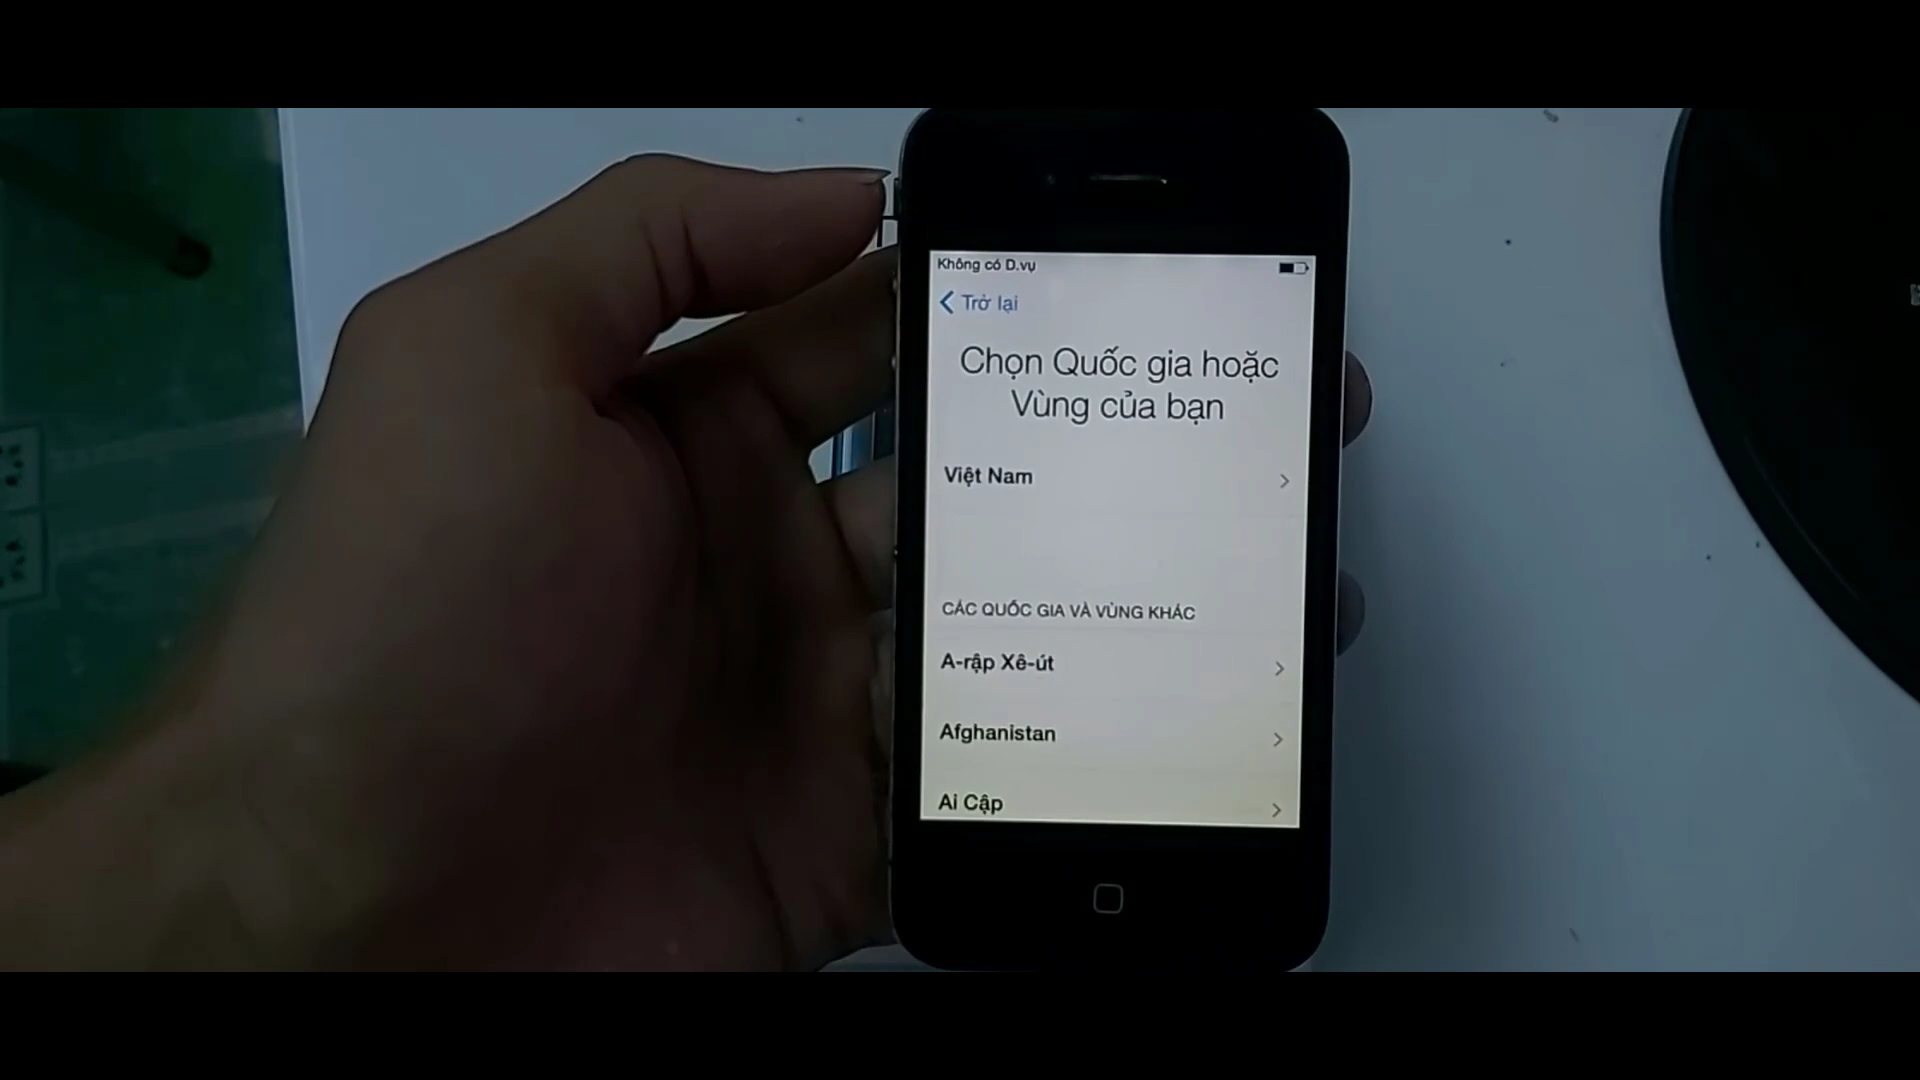 Không có D.vụ
Trở lại
Chọn Quốc gia hoặc
Vùng của bạn
Việt Nam
CÁC QUỐC GIA VÀ VÙNG KHÁC
A-rập Xê-út
Afghanistan
Ai Cập